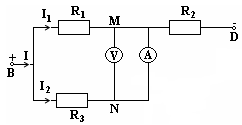 I₁ R₁ M R₂
+ I V A - D
B
I₂ N
R₃